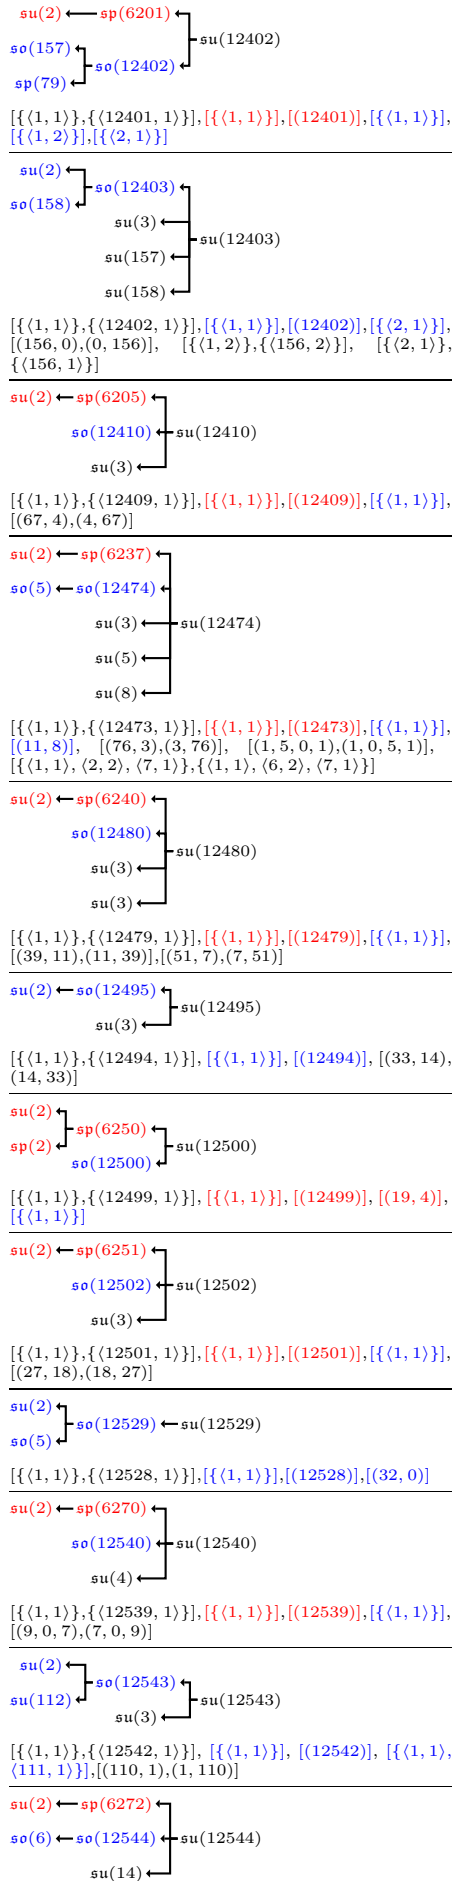 𝔰𝔲(2) 𝔰𝔭(6201)
𝔰𝔲(12402)
𝔰𝔬(157)
𝔰𝔬(12402)
𝔰𝔭(79)
[{⟨1, 1⟩},{⟨12401, 1⟩}],[{⟨1, 1⟩}],[(12401)],[{⟨1, 1⟩}],
[{⟨1, 2⟩}],[{⟨2, 1⟩}]
𝔰𝔲(2)
𝔰𝔬(12403)
𝔰𝔬(158)
𝔰𝔲(3)
𝔰𝔲(12403)
𝔰𝔲(157)
𝔰𝔲(158)
[{⟨1, 1⟩},{⟨12402, 1⟩}],[{⟨1, 1⟩}],[(12402)],[{⟨2, 1⟩}],
[(156, 0),(0, 156)], [{⟨1, 2⟩},{⟨156, 2⟩}], [{⟨2, 1⟩},
{⟨156, 1⟩}]
𝔰𝔲(2) 𝔰𝔭(6205)
𝔰𝔬(12410) 𝔰𝔲(12410)
𝔰𝔲(3)
[{⟨1, 1⟩},{⟨12409, 1⟩}],[{⟨1, 1⟩}],[(12409)],[{⟨1, 1⟩}],
[(67, 4),(4, 67)]
𝔰𝔲(2) 𝔰𝔭(6237)
𝔰𝔬(5) 𝔰𝔬(12474)
𝔰𝔲(3) 𝔰𝔲(12474)
𝔰𝔲(5)
𝔰𝔲(8)
[{⟨1, 1⟩},{⟨12473, 1⟩}],[{⟨1, 1⟩}],[(12473)],[{⟨1, 1⟩}],
[(11, 8)], [(76, 3),(3, 76)], [(1, 5, 0, 1),(1, 0, 5, 1)],
[{⟨1, 1⟩, ⟨2, 2⟩, ⟨7, 1⟩},{⟨1, 1⟩, ⟨6, 2⟩, ⟨7, 1⟩}]
𝔰𝔲(2) 𝔰𝔭(6240)
𝔰𝔬(12480)
𝔰𝔲(12480)
𝔰𝔲(3)
𝔰𝔲(3)
[{⟨1, 1⟩},{⟨12479, 1⟩}],[{⟨1, 1⟩}],[(12479)],[{⟨1, 1⟩}],
[(39, 11),(11, 39)],[(51, 7),(7, 51)]
𝔰𝔲(2) 𝔰𝔬(12495)
𝔰𝔲(12495)
𝔰𝔲(3)
[{⟨1, 1⟩},{⟨12494, 1⟩}], [{⟨1, 1⟩}], [(12494)], [(33, 14),
(14, 33)]
𝔰𝔲(2)
𝔰𝔭(6250)
𝔰𝔭(2) 𝔰𝔲(12500)
𝔰𝔬(12500)
[{⟨1, 1⟩},{⟨12499, 1⟩}], [{⟨1, 1⟩}], [(12499)], [(19, 4)],
[{⟨1, 1⟩}]
𝔰𝔲(2) 𝔰𝔭(6251)
𝔰𝔬(12502) 𝔰𝔲(12502)
𝔰𝔲(3)
[{⟨1, 1⟩},{⟨12501, 1⟩}],[{⟨1, 1⟩}],[(12501)],[{⟨1, 1⟩}],
[(27, 18),(18, 27)]
𝔰𝔲(2)
𝔰𝔬(12529) 𝔰𝔲(12529)
𝔰𝔬(5)
[{⟨1, 1⟩},{⟨12528, 1⟩}],[{⟨1, 1⟩}],[(12528)],[(32, 0)]
𝔰𝔲(2) 𝔰𝔭(6270)
𝔰𝔬(12540) 𝔰𝔲(12540)
𝔰𝔲(4)
[{⟨1, 1⟩},{⟨12539, 1⟩}],[{⟨1, 1⟩}],[(12539)],[{⟨1, 1⟩}],
[(9, 0, 7),(7, 0, 9)]
𝔰𝔲(2)
𝔰𝔬(12543)
𝔰𝔲(112) 𝔰𝔲(12543)
𝔰𝔲(3)
[{⟨1, 1⟩},{⟨12542, 1⟩}], [{⟨1, 1⟩}], [(12542)], [{⟨1, 1⟩,
⟨111, 1⟩}],[(110, 1),(1, 110)]
𝔰𝔲(2) 𝔰𝔭(6272)
𝔰𝔬(6) 𝔰𝔬(12544) 𝔰𝔲(12544)
𝔰𝔲(14)